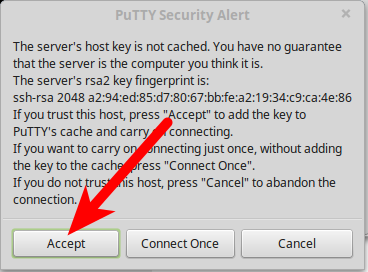 PuTTY Security Alert
The server's host key is not cached. You have no guarantee
that the server is the computer you think it is.
The server's rsa2 key fingerprint is:
ssh-rsa 2048 a2:94:ed:85:d7:80:67:bb:fe:a2:19:34:c9:ca:4e:86
If you trust this host, press "Accept" to add the key to
PuTTY's cache and carry on connecting.
If you want to carry on connecting just once, without adding
the key to the cache, press "Connect Once".
If you do not trust this host, press "Cancel" to abandon the
connection.
Accept Connect Once Cancel